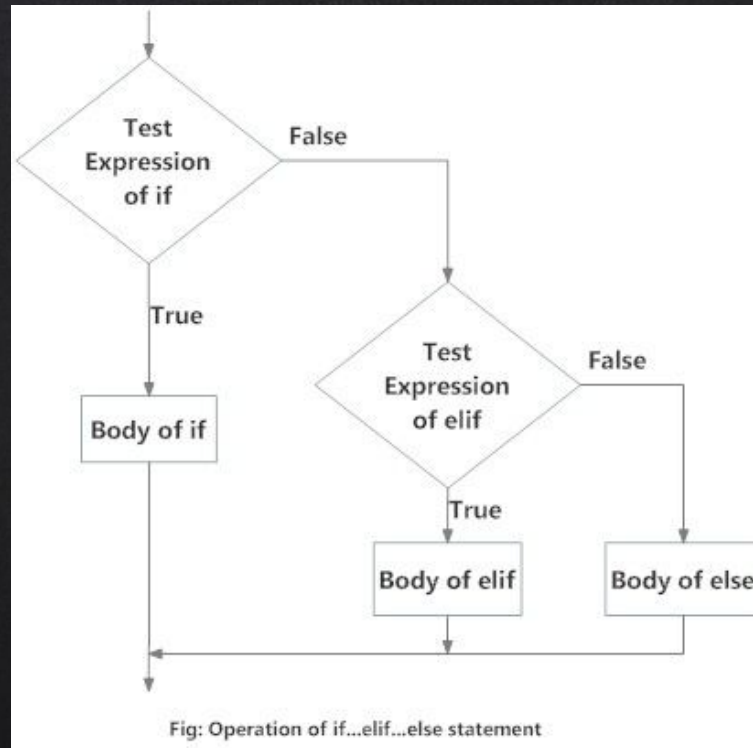 Test
Expression
of if
False
True
Body of if
Test
Expression
of elif
False
True
Body of elif
Body of else
Fig: Operation of if...elif...else statement